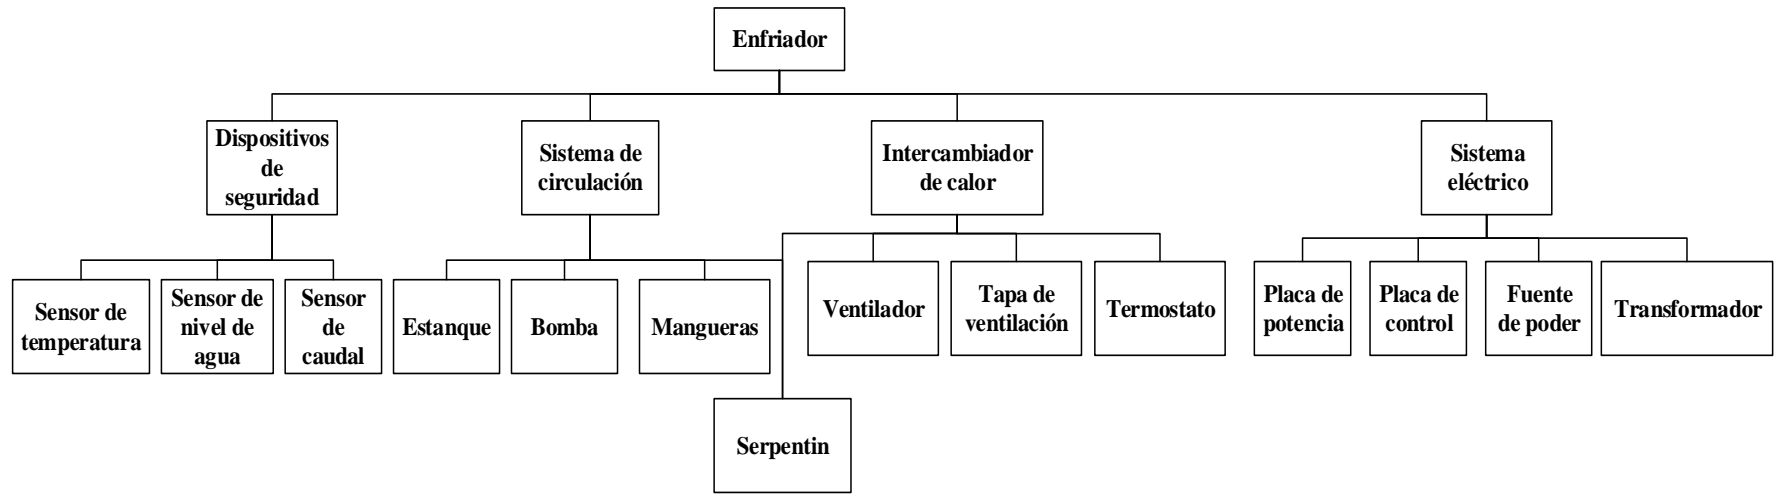 Enfriador
Dispositivos
de
seguridad
Sistema de
circulación
Intercambiador
de calor
Sistema
eléctrico
Sensor de
temperatura
Sensor de
nivel de
agua
Sensor
de
caudal
Estanque
Bomba
Mangueras
Ventilador
Tapa de
ventilación
Termostato
Placa de
potencia
Placa de
control
Fuente
de poder
Transformador
Serpentin